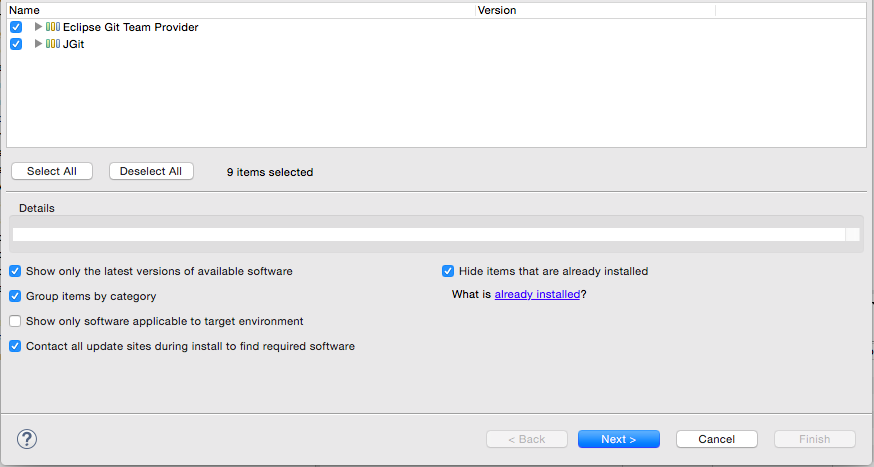 Name Version
Eclipse Git Team Provider
JGit
Select All Deselect All 9 items selected
Details
Show only the latest versions of available software Hide items that are already installed
Group items by category What is already installed?
Show only software applicable to target environment
Contact all update sites during install to find required software
? < Back Next > Cancel Finish